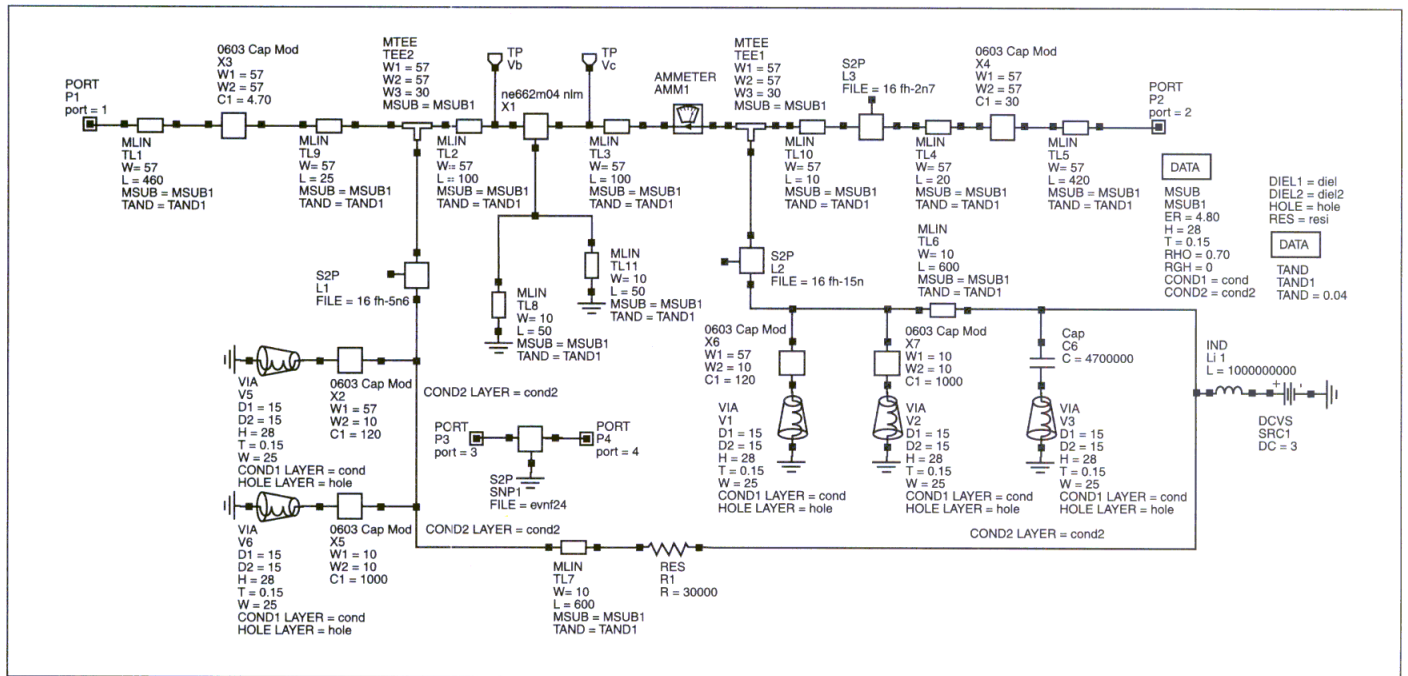 PORT
P1
port = 1
0603 Cap Mod
X3
W1 = 57
W2 = 57
C1 = 4.70
MTEE
TEE2
W1 = 57
W2 = 57
W3 = 30
MSUB = MSUB1
TP
Vb
TP
Vc
ne662m04 nlm
X1
AMMETER
AMM1
MTEE
TEE1
W1 = 57
W2 = 57
W3 = 30
MSUB = MSUB1
S2P
L3
FILE = 16 fh-2n7
0603 Cap Mod
X4
W1 = 57
W2 = 57
C1 = 30
PORT
P2
port = 2
MLIN
TL1
W= 57
L = 460
MSUB = MSUB1
TAND = TAND1
MLIN
TL9
W= 57
L = 25
MSUB = MSUB1
TAND = TAND1
MLIN
TL2
W= 57
L = 100
MSUB = MSUB1
TAND = TAND1
MLIN
TL3
W= 57
L = 100
MSUB = MSUB1
TAND = TAND1
MLIN
TL10
W= 57
L = 10
MSUB = MSUB1
TAND = TAND1
MLIN
TL4
W= 57
L = 20
MSUB = MSUB1
TAND = TAND1
MLIN
TL5
W= 57
L = 420
MSUB = MSUB1
TAND = TAND1
DATA
MSUB
MSUB1
ER = 4.80
H = 28
T = 0.15
RHO = 0.70
RGH = 0
COND1 = cond
COND2 = cond2
DIEL1 = diel
DIEL2 = diel2
HOLE = hole
RES = resi
DATA
TAND
TAND1
TAND = 0.04
S2P
L1
FILE = 16 fh-5n6
MLIN
TL8
W= 10
L = 50
MSUB = MSUB1
TAND = TAND1
MLIN
TL11
W= 10
L = 50
MSUB = MSUB1
TAND = TAND1
S2P
L2
FILE = 16 fh-15n
MLIN
TL6
W= 10
L = 600
MSUB = MSUB1
TAND = TAND1
VIA
V5
D1 = 15
D2 = 15
H = 28
T = 0.15
W = 25
COND1 LAYER = cond
HOLE LAYER = hole
0603 Cap Mod
X2
W1 = 57
W2 = 10
C1 = 120
COND2 LAYER = cond2
PORT
P3
port = 3
S2P
SNP1
FILE = evnf24
PORT
P4
port = 4
0603 Cap Mod
X6
W1 = 57
W2 = 10
C1 = 120
0603 Cap Mod
X7
W1 = 10
W2 = 10
C1 = 1000
Cap
C6
C = 4700000
IND
Li 1
L = 1000000000
+
-
DCVS
SRC1
DC = 3
VIA
V1
D1 = 15
D2 = 15
H = 28
T = 0.15
W = 25
COND1 LAYER = cond
HOLE LAYER = hole
VIA
V2
D1 = 15
D2 = 15
H = 28
T = 0.15
W = 25
COND1 LAYER = cond
HOLE LAYER = hole
VIA
V3
D1 = 15
D2 = 15
H = 28
T = 0.15
W = 25
COND1 LAYER = cond
HOLE LAYER = hole
VIA
V6
D1 = 15
D2 = 15
H = 28
T = 0.15
W = 25
COND1 LAYER = cond
HOLE LAYER = hole
0603 Cap Mod
X5
W1 = 10
W2 = 10
C1 = 1000
COND2 LAYER = cond2
MLIN
TL7
W= 10
L = 600
MSUB = MSUB1
TAND = TAND1
RES
R1
R = 30000
COND2 LAYER = cond2